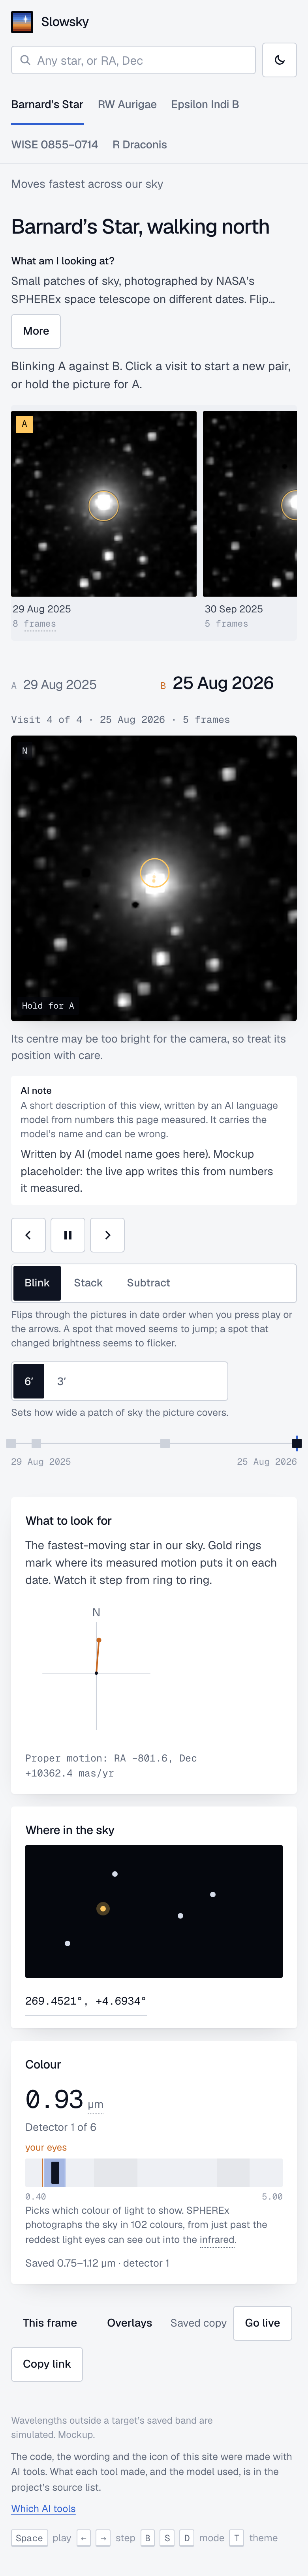 Slowsky
Any star, or RA, Dec
Barnard's Star
RW Aurigae
Epsilon Indi B
WISE 0855–0714
R Draconis
Moves fastest across our sky
Barnard's Star, walking north
What am I looking at?
Small patches of sky, photographed by NASA's
SPHEREx space telescope on different dates. Flip…
More
Blinking A against B. Click a visit to start a new pair,
or hold the picture for A.
A
29 Aug 2025
8 frames
30 Sep 2025
5 frames
A 29 Aug 2025
B 25 Aug 2026
Visit 4 of 4 · 25 Aug 2026 · 5 frames
N
Hold for A
Its centre may be too bright for the camera, so treat its
position with care.
AI note
A short description of this view, written by an AI language
model from numbers this page measured. It carries the
model's name and can be wrong.
Written by AI (model name goes here). Mockup
placeholder: the live app writes this from numbers
it measured.
Blink
Stack
Subtract
Flips through the pictures in date order when you press play or
the arrows. A spot that moved seems to jump; a spot that
changed brightness seems to flicker.
6′
3′
Sets how wide a patch of sky the picture covers.
29 Aug 2025
25 Aug 2026
What to look for
The fastest-moving star in our sky. Gold rings
mark where its measured motion puts it on each
date. Watch it step from ring to ring.
N
Proper motion: RA −801.6, Dec
+10362.4 mas/yr
Where in the sky
269.4521°, +4.6934°
Colour
0.93 µm
Detector 1 of 6
your eyes
0.40
5.00
Picks which colour of light to show. SPHEREx
photographs the sky in 102 colours, from just past the
reddest light eyes can see out into the infrared.
Saved 0.75–1.12 µm · detector 1
This frame
Overlays
Saved copy
Go live
Copy link
Wavelengths outside a target's saved band are
simulated. Mockup.
The code, the wording and the icon of this site were made with
AI tools. What each tool made, and the model used, is in the
project's source list.
Which AI tools
Space play ← → step B S D mode T theme